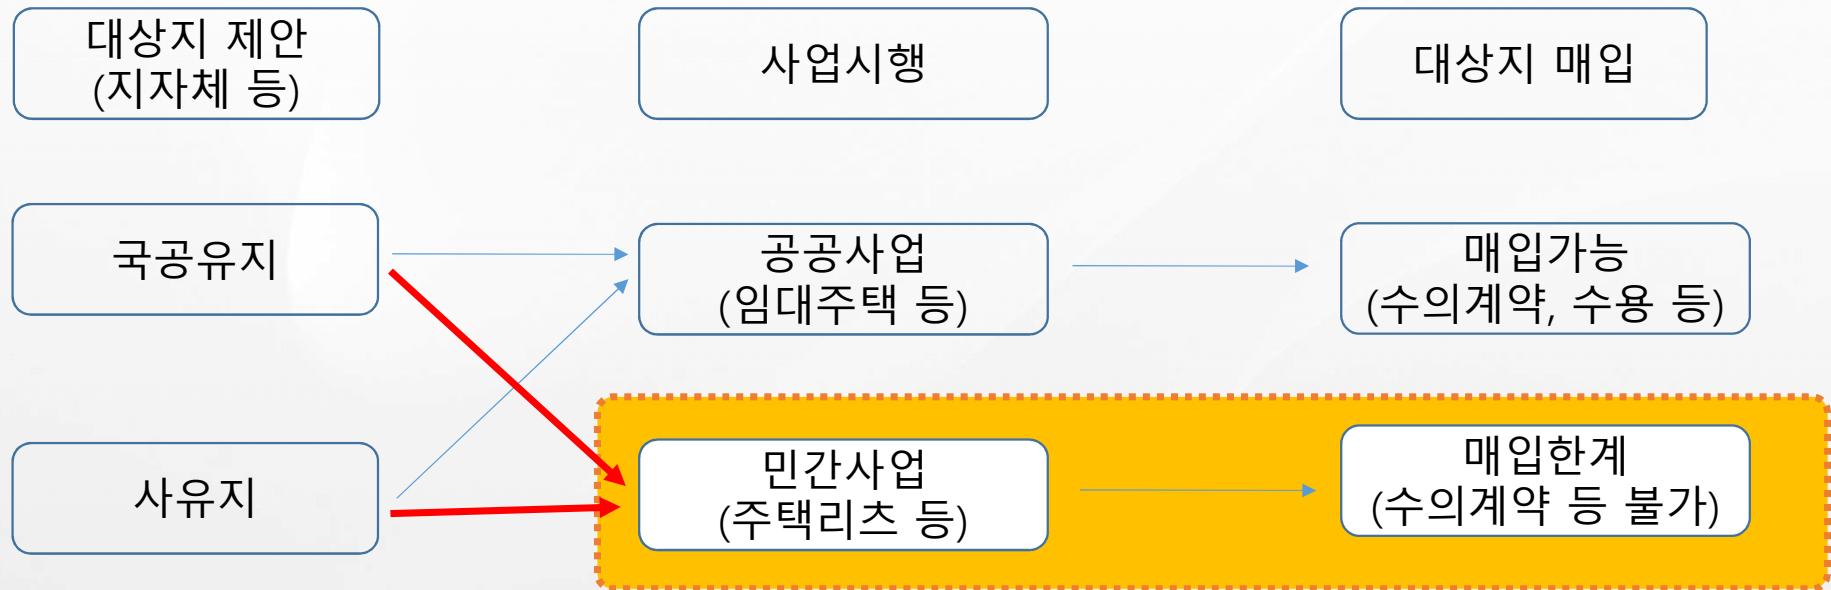 대상지 제안
(지자체 등)
사업시행
대상지 매입
국공유지
공공사업
(임대주택 등)
매입가능
(수의계약, 수용 등)
사유지
민간사업
(주택리츠 등)
매입한계
(수의계약 등 불가)